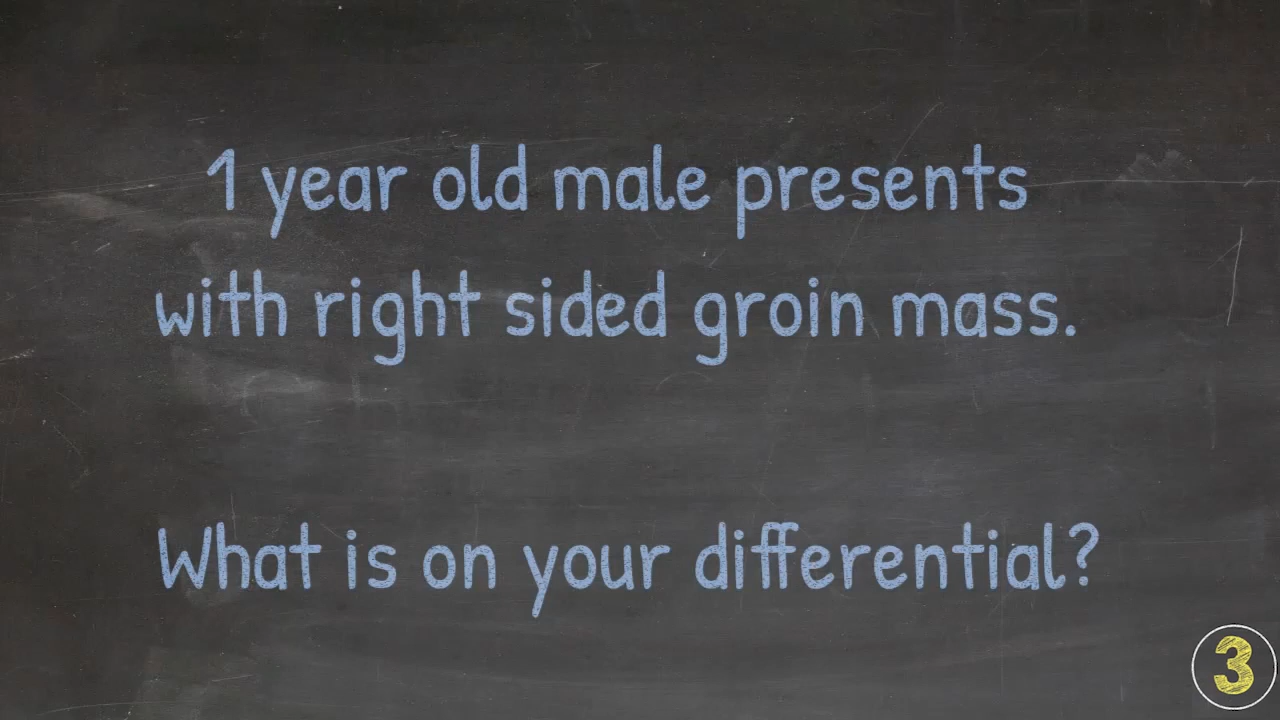 1 year old male presents
with right sided groin mass.
What is on your differential?
3